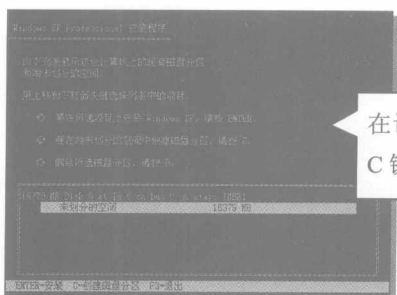 Windows XP Professional 安装程序
以下列表显示这台计算机上的现有磁盘分区
和尚未划分的空间。
用上移和下移箭头键选择列表中的项目。
要在所选项目上安装 Windows XP，请按 ENTER。
要在尚未划分的空间中创建磁盘分区，请按 C。
删除所选磁盘分区，请按 D。
未划分的空间 16379 MB
ENTER=安装 C=创建磁盘分区 F3=退出
在
C 键